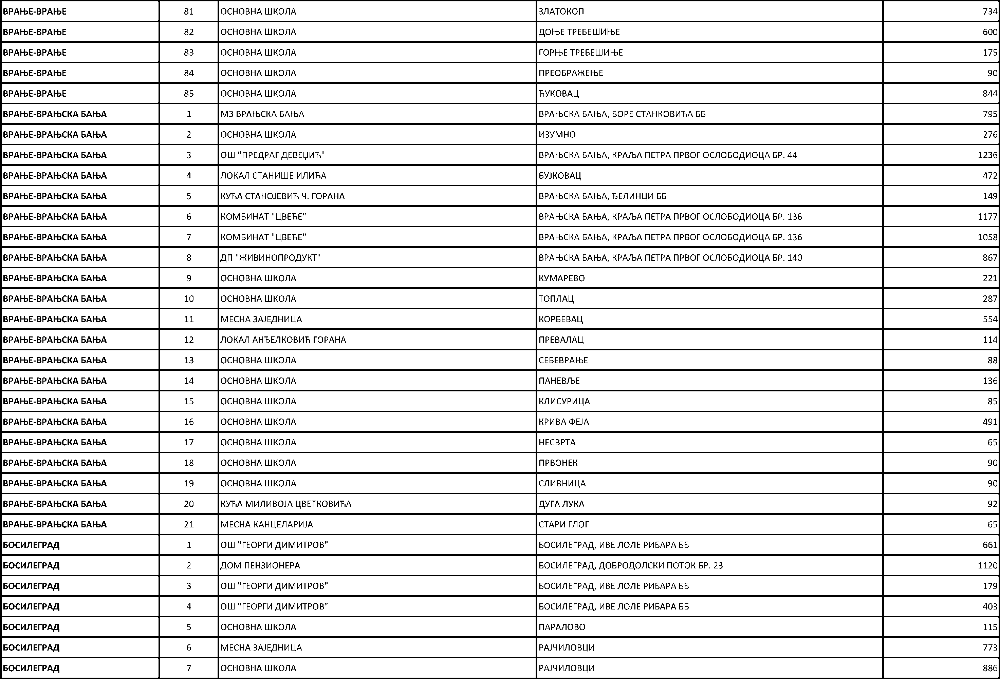 ВРАЊЕ-ВРАЊЕ 81 ОСНОВНА ШКОЛА ЗЛАТОКОП 734
ВРАЊЕ-ВРАЊЕ 82 ОСНОВНА ШКОЛА ДОЊЕ ТРЕБЕШИЊЕ 600
ВРАЊЕ-ВРАЊЕ 83 ОСНОВНА ШКОЛА ГОРЊЕ ТРЕБЕШИЊЕ 175
ВРАЊЕ-ВРАЊЕ 84 ОСНОВНА ШКОЛА ПРЕОБРАЖЕЊЕ 90
ВРАЊЕ-ВРАЊЕ 85 ОСНОВНА ШКОЛА ЋУКОВАЦ 844
ВРАЊЕ-ВРАЊСКА БАЊА 1 МЗ ВРАЊСКА БАЊА ВРАЊСКА БАЊА, БОРЕ СТАНКОВИЋА ББ 795
ВРАЊЕ-ВРАЊСКА БАЊА 2 ОСНОВНА ШКОЛА ИЗУМНО 276
ВРАЊЕ-ВРАЊСКА БАЊА 3 ОШ "ПРЕДРАГ ДЕВЕЏИЋ" ВРАЊСКА БАЊА, КРАЉА ПЕТРА ПРВОГ ОСЛОБОДИОЦА БР. 44 1236
ВРАЊЕ-ВРАЊСКА БАЊА 4 ЛОКАЛ СТАНИШЕ ИЛИЋА БУЈКОВАЦ 472
ВРАЊЕ-ВРАЊСКА БАЊА 5 КУЋА СТАНОЈЕВИЋ Ч. ГОРАНА ВРАЊСКА БАЊА, ЂЕЛИНЦИ ББ 149
ВРАЊЕ-ВРАЊСКА БАЊА 6 КОМБИНАТ "ЦВЕЋЕ" ВРАЊСКА БАЊА, КРАЉА ПЕТРА ПРВОГ ОСЛОБОДИОЦА БР. 136 1177
ВРАЊЕ-ВРАЊСКА БАЊА 7 КОМБИНАТ "ЦВЕЋЕ" ВРАЊСКА БАЊА, КРАЉА ПЕТРА ПРВОГ ОСЛОБОДИОЦА БР. 136 1058
ВРАЊЕ-ВРАЊСКА БАЊА 8 ДП "ЖИВИНОПРОДУКТ" ВРАЊСКА БАЊА, КРАЉА ПЕТРА ПРВОГ ОСЛОБОДИОЦА БР. 140 867
ВРАЊЕ-ВРАЊСКА БАЊА 9 ОСНОВНА ШКОЛА КУМАРЕВО 221
ВРАЊЕ-ВРАЊСКА БАЊА 10 ОСНОВНА ШКОЛА ТОПЛАЦ 287
ВРАЊЕ-ВРАЊСКА БАЊА 11 МЕСНА ЗАЈЕДНИЦА КОРБЕВАЦ 554
ВРАЊЕ-ВРАЊСКА БАЊА 12 ЛОКАЛ АНЂЕЛКОВИЋ ГОРАНА ПРЕВАЛАЦ 114
ВРАЊЕ-ВРАЊСКА БАЊА 13 ОСНОВНА ШКОЛА СЕБЕВРАЊЕ 88
ВРАЊЕ-ВРАЊСКА БАЊА 14 ОСНОВНА ШКОЛА ПАНЕВЉЕ 136
ВРАЊЕ-ВРАЊСКА БАЊА 15 ОСНОВНА ШКОЛА КЛИСУРИЦА 85
ВРАЊЕ-ВРАЊСКА БАЊА 16 ОСНОВНА ШКОЛА КРИВА ФЕЈА 491
ВРАЊЕ-ВРАЊСКА БАЊА 17 ОСНОВНА ШКОЛА НЕСВРТА 65
ВРАЊЕ-ВРАЊСКА БАЊА 18 ОСНОВНА ШКОЛА ПРВОНЕК 90
ВРАЊЕ-ВРАЊСКА БАЊА 19 ОСНОВНА ШКОЛА СЛИВНИЦА 90
ВРАЊЕ-ВРАЊСКА БАЊА 20 КУЋА МИЛИВОЈА ЦВЕТКОВИЋА ДУГА ЛУКА 92
ВРАЊЕ-ВРАЊСКА БАЊА 21 МЕСНА КАНЦЕЛАРИЈА СТАРИ ГЛОГ 65
БОСИЛЕГРАД 1 ОШ "ГЕОРГИ ДИМИТРОВ" БОСИЛЕГРАД, ИВЕ ЛОЛЕ РИБАРА ББ 661
БОСИЛЕГРАД 2 ДОМ ПЕНЗИОНЕРА БОСИЛЕГРАД, ДОБРОДОЛСКИ ПОТОК БР. 23 1120
БОСИЛЕГРАД 3 ОШ "ГЕОРГИ ДИМИТРОВ" БОСИЛЕГРАД, ИВЕ ЛОЛЕ РИБАРА ББ 179
БОСИЛЕГРАД 4 ОШ "ГЕОРГИ ДИМИТРОВ" БОСИЛЕГРАД, ИВЕ ЛОЛЕ РИБАРА ББ 403
БОСИЛЕГРАД 5 ОСНОВНА ШКОЛА ПАРАЛОВО 115
БОСИЛЕГРАД 6 МЕСНА ЗАЈЕДНИЦА РАЈЧИЛОВЦИ 773
БОСИЛЕГРАД 7 ОСНОВНА ШКОЛА РАЈЧИЛОВЦИ 886